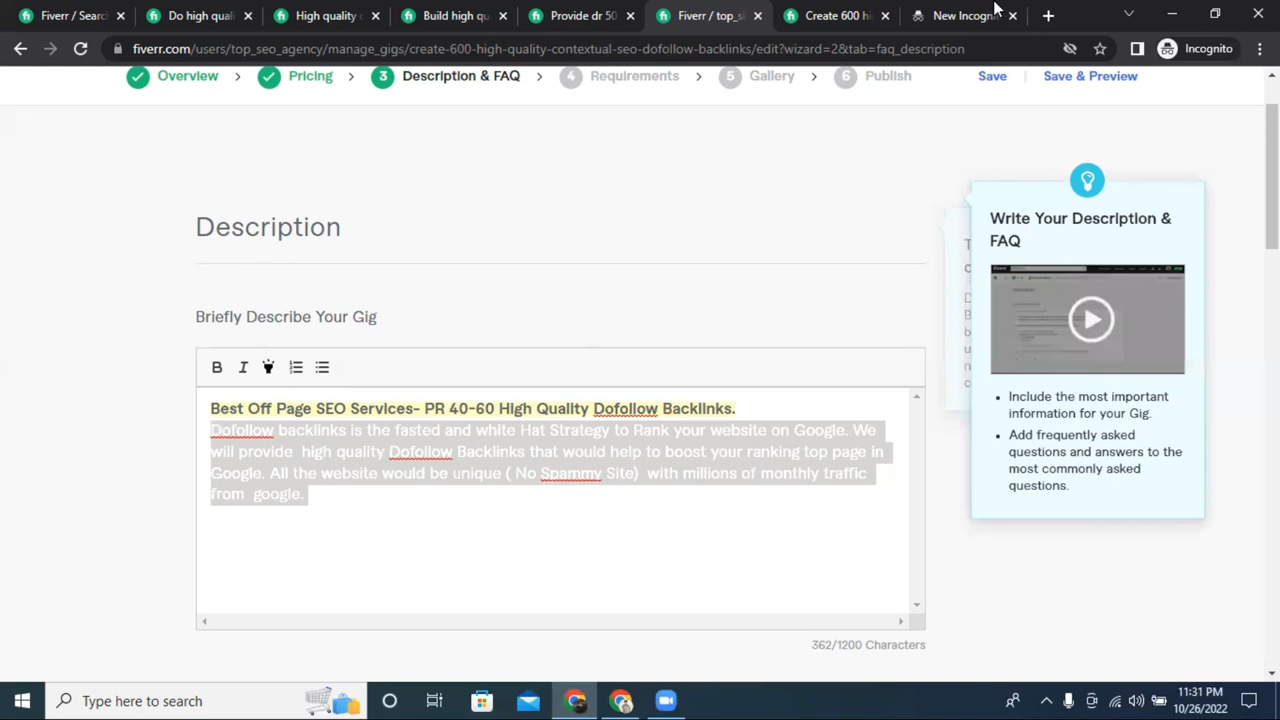 Fiverr / Sear
Do high quali
High quality
Build high qu
Provide dr 50
Fiverr / top_s
Create 600 hi
New Incogni
fiverr.com/users/top_seo_agency/manage_gigs/create-600-high-quality-contextual-seo-dofollow-backlinks/edit?wizard=2&tab=faq_description
Incognito
Overview
Pricing
3 Description & FAQ
4 Requirements
5 Gallery
6 Publish
Save
Save & Preview
Description
Briefly Describe Your Gig
B I
Best Off Page SEO Services- PR 40-60 High Quality Dofollow Backlinks.
Dofollow backlinks is the fasted and white Hat Strategy to Rank your website on Google. We
will provide high quality Dofollow Backlinks that would help to boost your ranking top page in
Google. All the website would be unique ( No Spammy Site) with millions of monthly traffic
from google.
362/1200 Characters
Write Your Description &
FAQ
Include the most important
information for your Gig.
Add frequently asked
questions and answers to the
most commonly asked
questions.
Type here to search
11:31 PM
10/26/2022